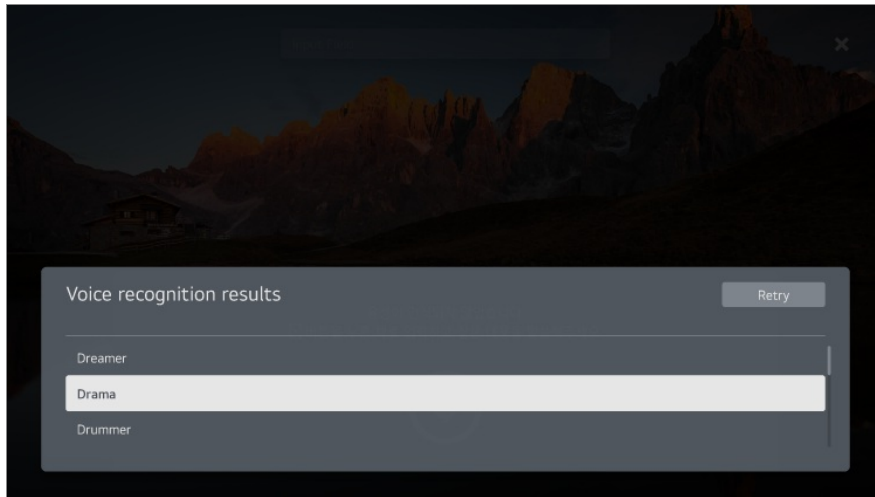 Voice recognition results
Retry
Dreamer
Drama
Drummer